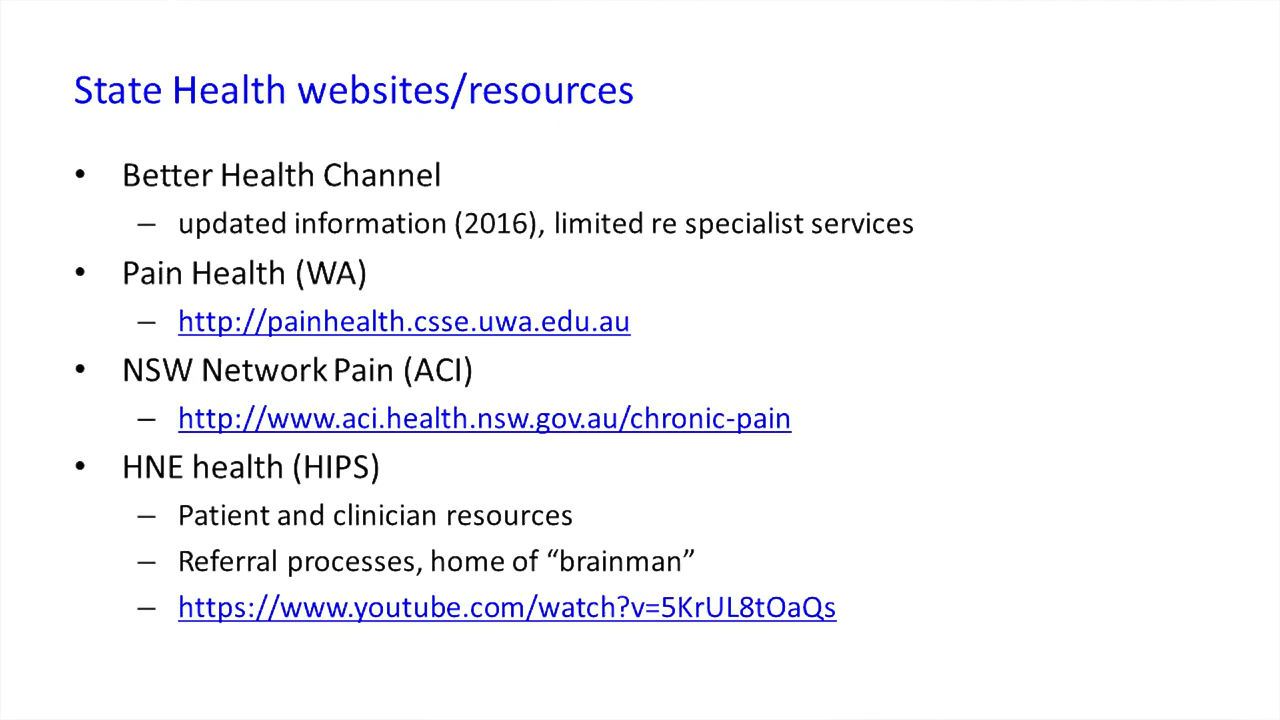 State Health websites/resources
• Better Health Channel
– updated information (2016), limited re specialist services
• Pain Health (WA)
– http://painhealth.csse.uwa.edu.au
• NSW Network Pain (ACI)
– http://www.aci.health.nsw.gov.au/chronic-pain
• HNE health (HIPS)
– Patient and clinician resources
– Referral processes, home of “brainman”
– https://www.youtube.com/watch?v=5KrUL8tOaQs